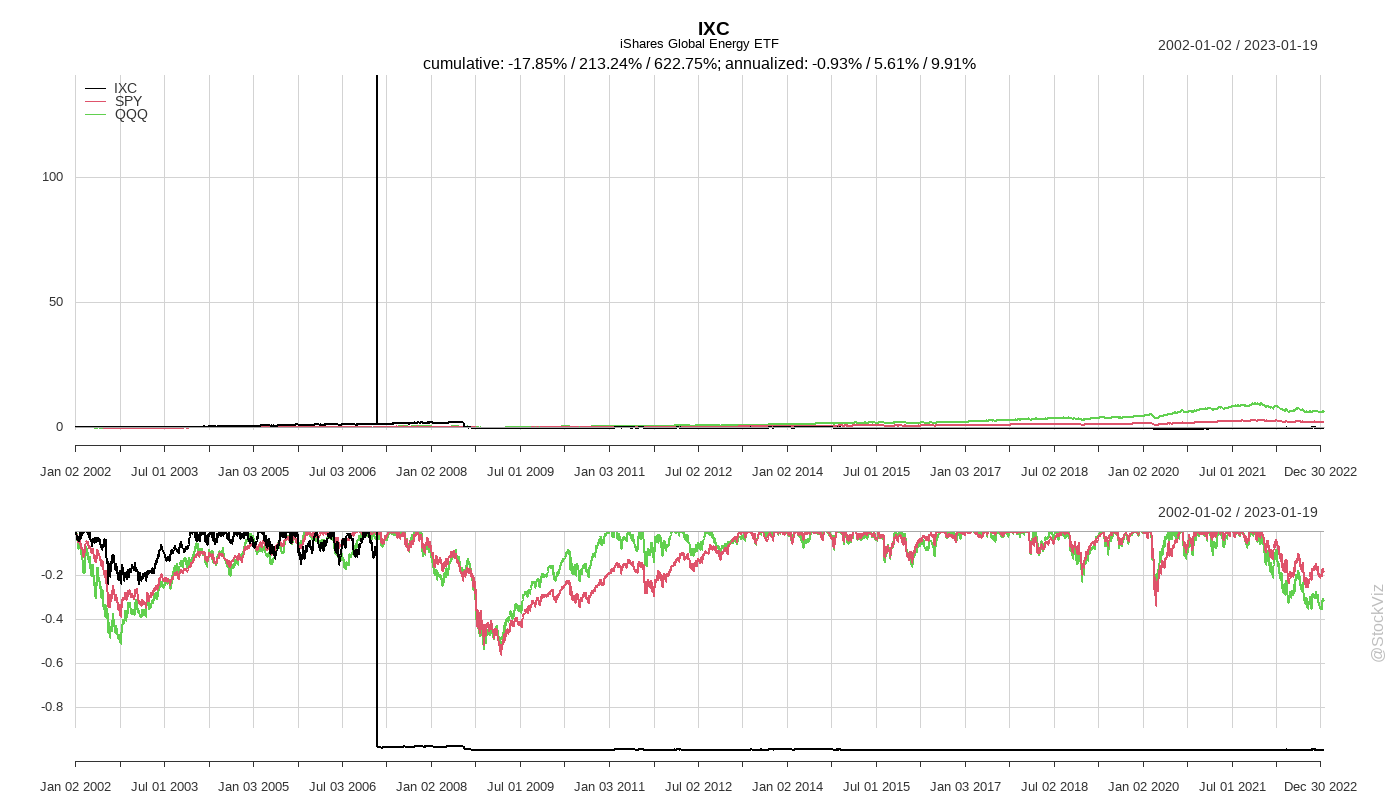 IXC
iShares Global Energy ETF
2002-01-02 / 2023-01-19
cumulative: -17.85% / 213.24% / 622.75%; annualized: -0.93% / 5.61% / 9.91%
IXC
SPY
QQQ
100
50
0
Jan 02 2002 Jul 01 2003 Jan 03 2005 Jul 03 2006 Jan 02 2008 Jul 01 2009 Jan 03 2011 Jul 02 2012 Jan 02 2014 Jul 01 2015 Jan 03 2017 Jul 02 2018 Jan 02 2020 Jul 01 2021 Dec 30 2022
2002-01-02 / 2023-01-19
-0.2
-0.4
-0.6
-0.8
Jan 02 2002 Jul 01 2003 Jan 03 2005 Jul 03 2006 Jan 02 2008 Jul 01 2009 Jan 03 2011 Jul 02 2012 Jan 02 2014 Jul 01 2015 Jan 03 2017 Jul 02 2018 Jan 02 2020 Jul 01 2021 Dec 30 2022
@StockViz